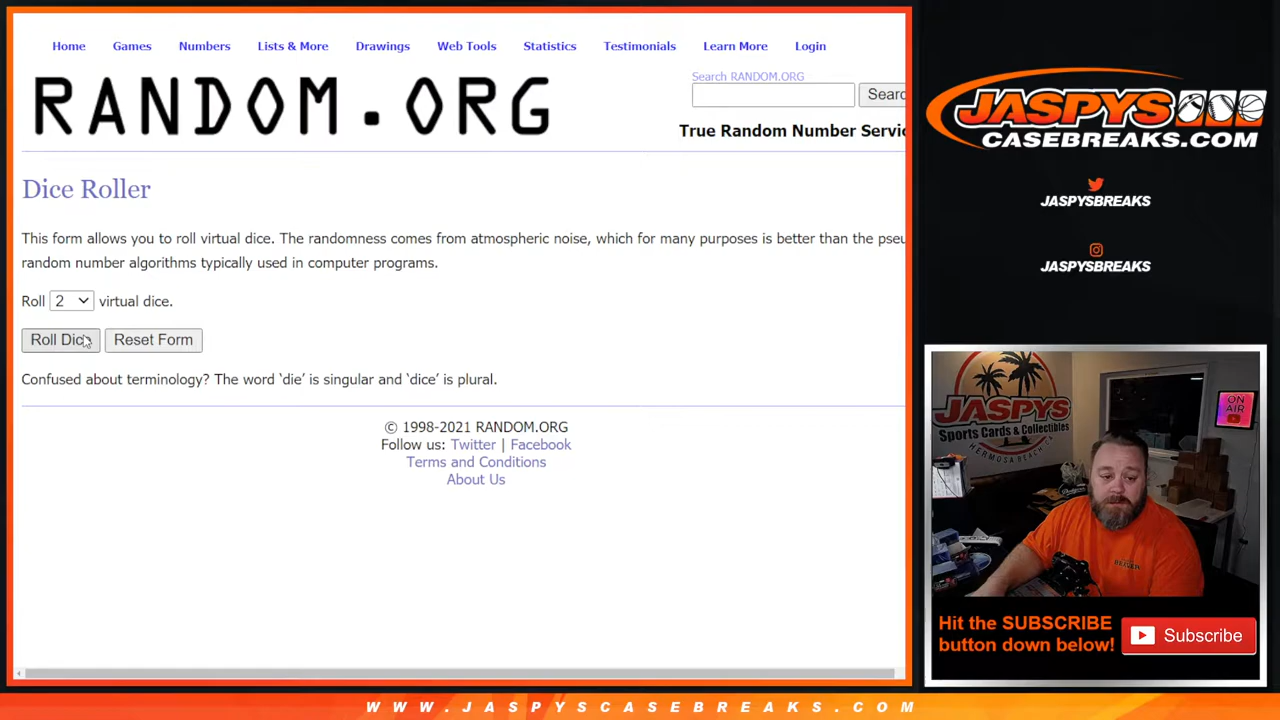 Home Games Numbers Lists & More Drawings Web Tools Statistics Testimonials Learn More Login
RANDOM.ORG
Search RANDOM.ORG
Searc
True Random Number Servic
Dice Roller
This form allows you to roll virtual dice. The randomness comes from atmospheric noise, which for many purposes is better than the pseu
random number algorithms typically used in computer programs.
Roll 2 virtual dice.
Roll Dice Reset Form
Confused about terminology? The word ‘die’ is singular and ‘dice’ is plural.
© 1998-2021 RANDOM.ORG
Follow us: Twitter | Facebook
Terms and Conditions
About Us
JASPYS
CASEBREAKS.COM
JASPYSBREAKS
JASPYSBREAKS
JASPYS
Sports Cards & Collectibles
HERMOSA BEACH, CA
ON AIR
Hit the SUBSCRIBE
button down below!
Subscribe
WWW.JASPYSCASEBREAKS.COM